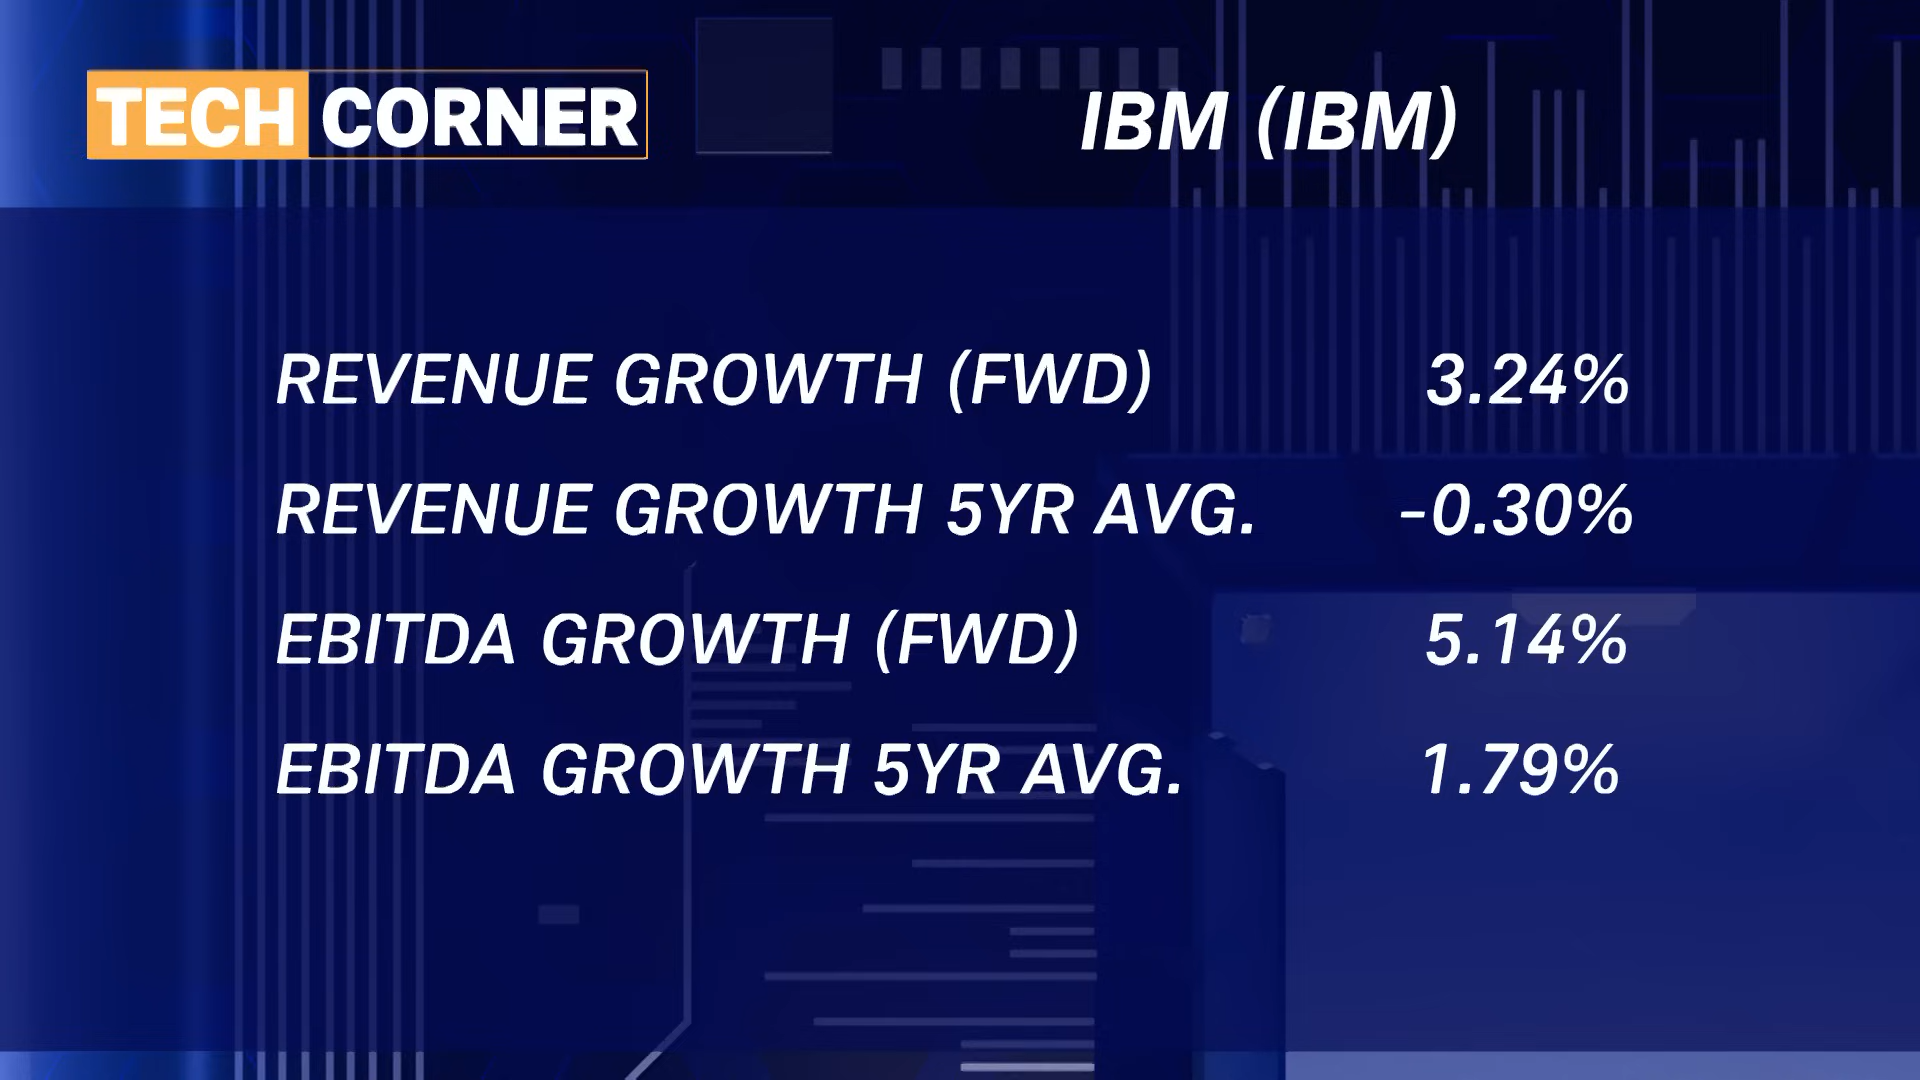 TECH CORNER
IBM (IBM)
REVENUE GROWTH (FWD) 3.24%
REVENUE GROWTH 5YR AVG. -0.30%
EBITDA GROWTH (FWD) 5.14%
EBITDA GROWTH 5YR AVG. 1.79%